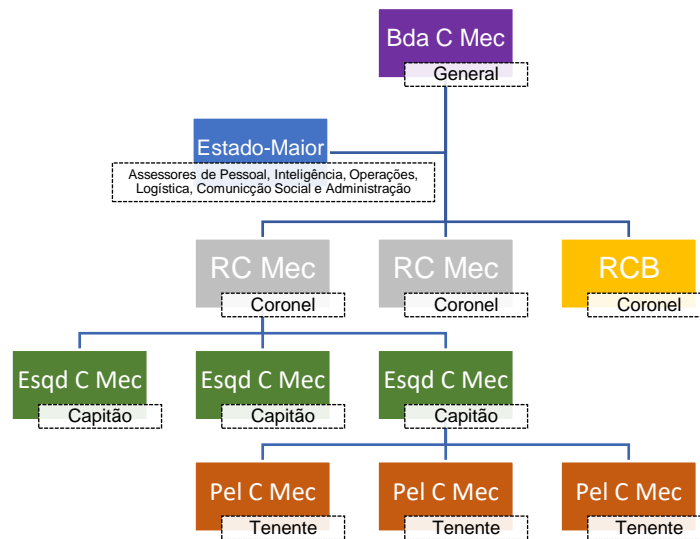 Bda C Mec
General
Estado-Maior
Assessores de Pessoal, Inteligência, Operações,
Logística, Comunicção Social e Administração
RC Mec
Coronel
RC Mec
Coronel
RCB
Coronel
Esqd C Mec
Capitão
Esqd C Mec
Capitão
Esqd C Mec
Capitão
Pel C Mec
Tenente
Pel C Mec
Tenente
Pel C Mec
Tenente